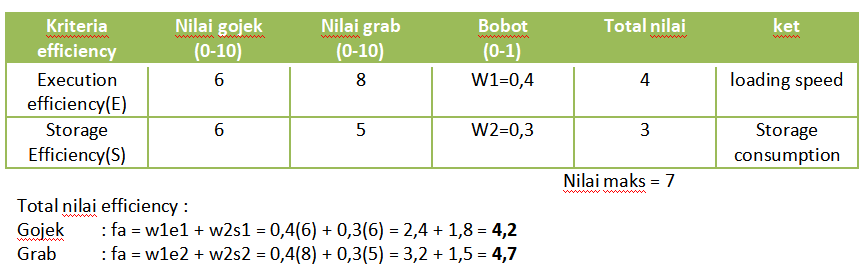 Kriteria efficiency Nilai gojek (0-10) Nilai grab (0-10) Bobot (0-1) Total nilai ket
Execution efficiency(E) 6 8 W1=0,4 4 loading speed
Storage Efficiency(S) 6 5 W2=0,3 3 Storage consumption
Nilai maks = 7
Total nilai efficiency :
Gojek : fa = w1e1 + w2s1 = 0,4(6) + 0,3(6) = 2,4 + 1,8 = 4,2
Grab : fa = w1e2 + w2s2 = 0,4(8) + 0,3(5) = 3,2 + 1,5 = 4,7